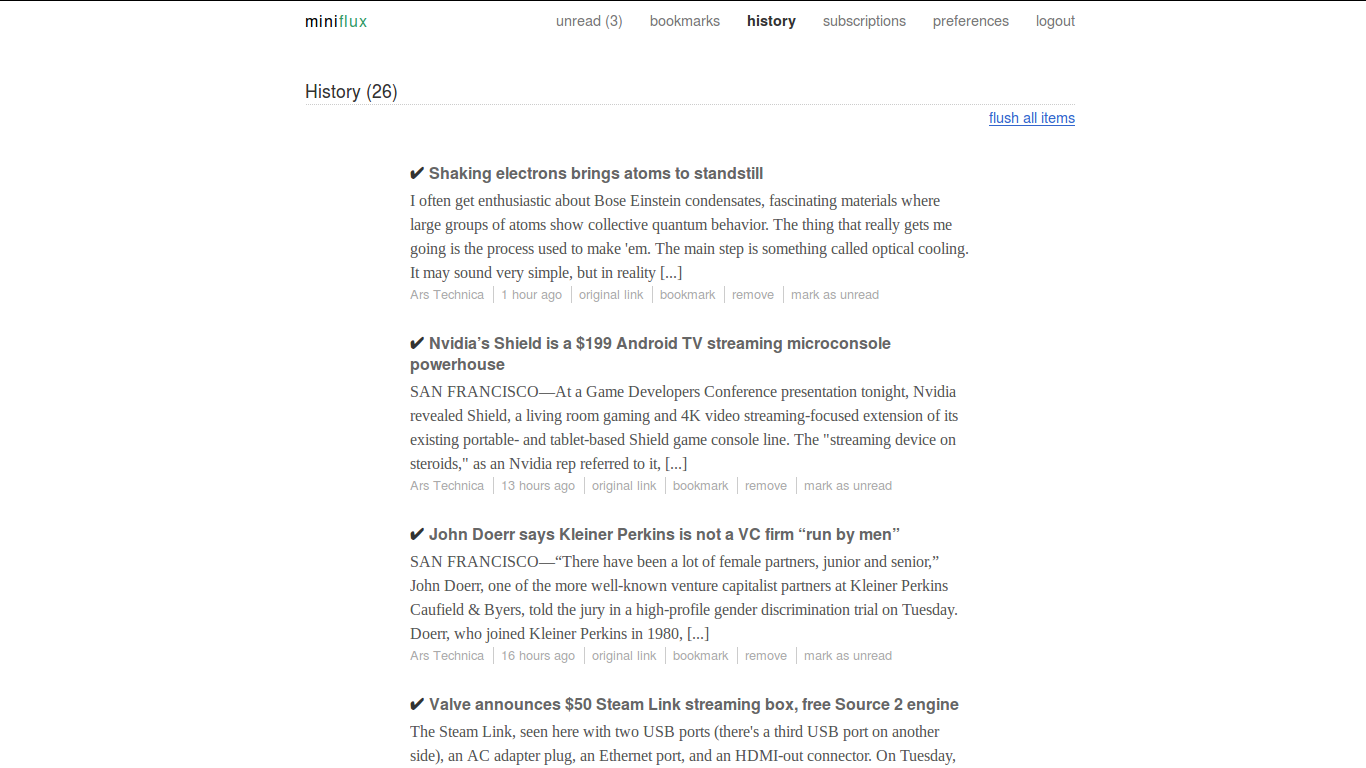 miniflux unread (3) bookmarks history subscriptions preferences logout
History (26)
flush all items
✔ Shaking electrons brings atoms to standstill
I often get enthusiastic about Bose Einstein condensates, fascinating materials where
large groups of atoms show collective quantum behavior. The thing that really gets me
going is the process used to make 'em. The main step is something called optical cooling.
It may sound very simple, but in reality [...]
Ars Technica | 1 hour ago | original link | bookmark | remove | mark as unread
✔ Nvidia’s Shield is a $199 Android TV streaming microconsole
powerhouse
SAN FRANCISCO—At a Game Developers Conference presentation tonight, Nvidia
revealed Shield, a living room gaming and 4K video streaming-focused extension of its
existing portable- and tablet-based Shield game console line. The "streaming device on
steroids," as an Nvidia rep referred to it, [...]
Ars Technica | 13 hours ago | original link | bookmark | remove | mark as unread
✔ John Doerr says Kleiner Perkins is not a VC firm “run by men”
SAN FRANCISCO—“There have been a lot of female partners, junior and senior,”
John Doerr, one of the more well-known venture capitalist partners at Kleiner Perkins
Caufield & Byers, told the jury in a high-profile gender discrimination trial on Tuesday.
Doerr, who joined Kleiner Perkins in 1980, [...]
Ars Technica | 16 hours ago | original link | bookmark | remove | mark as unread
✔ Valve announces $50 Steam Link streaming box, free Source 2 engine
The Steam Link, seen here with two USB ports (there's a third USB port on another
side), an AC adapter plug, an Ethernet port, and an HDMI-out connector. On Tuesday,